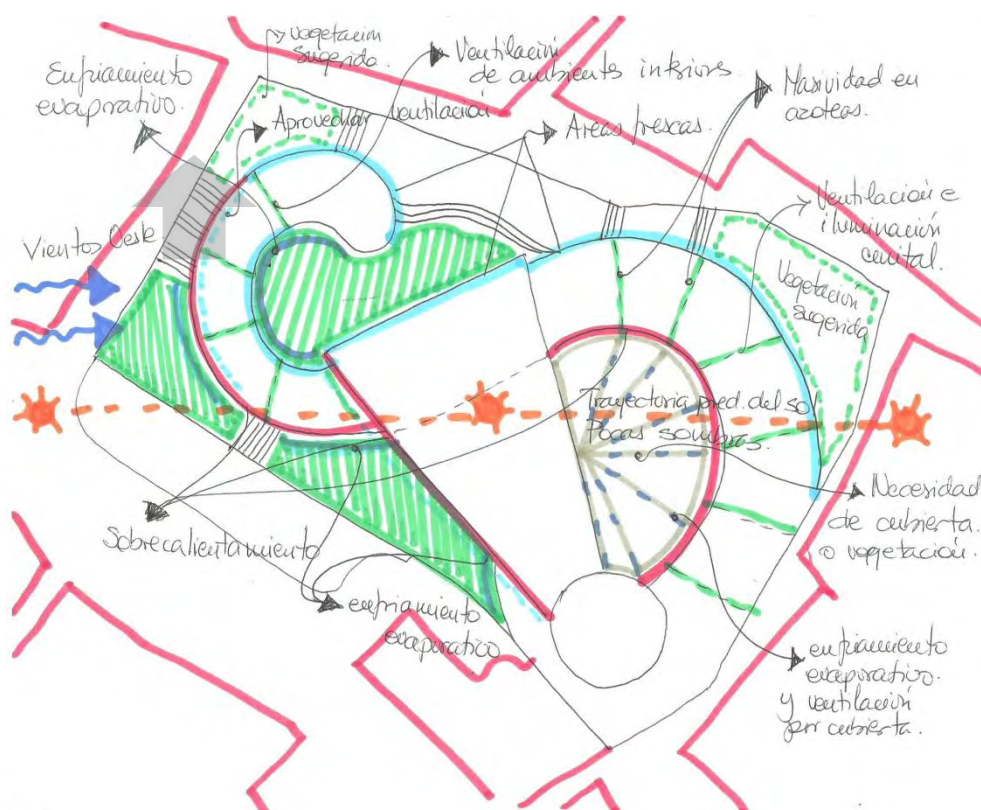 vegetación
sugerida.
Ventilación
de ambiente interiores.
Enfriamiento
evaporativo.
Masividad en
azoteas.
Aprovechar ventilación
Areas frescas.
Ventilación e
iluminación
cenital.
Vientos Oeste
Vegetación
sugerida
Trayectoria pred. del sol
Pocas sombras.
Necesidad
de cubierta
o vegetación.
Sobrecalentamiento
enfriamiento
evaporativo
enfriamiento
evaporativo.
y ventilación
por cubierta.